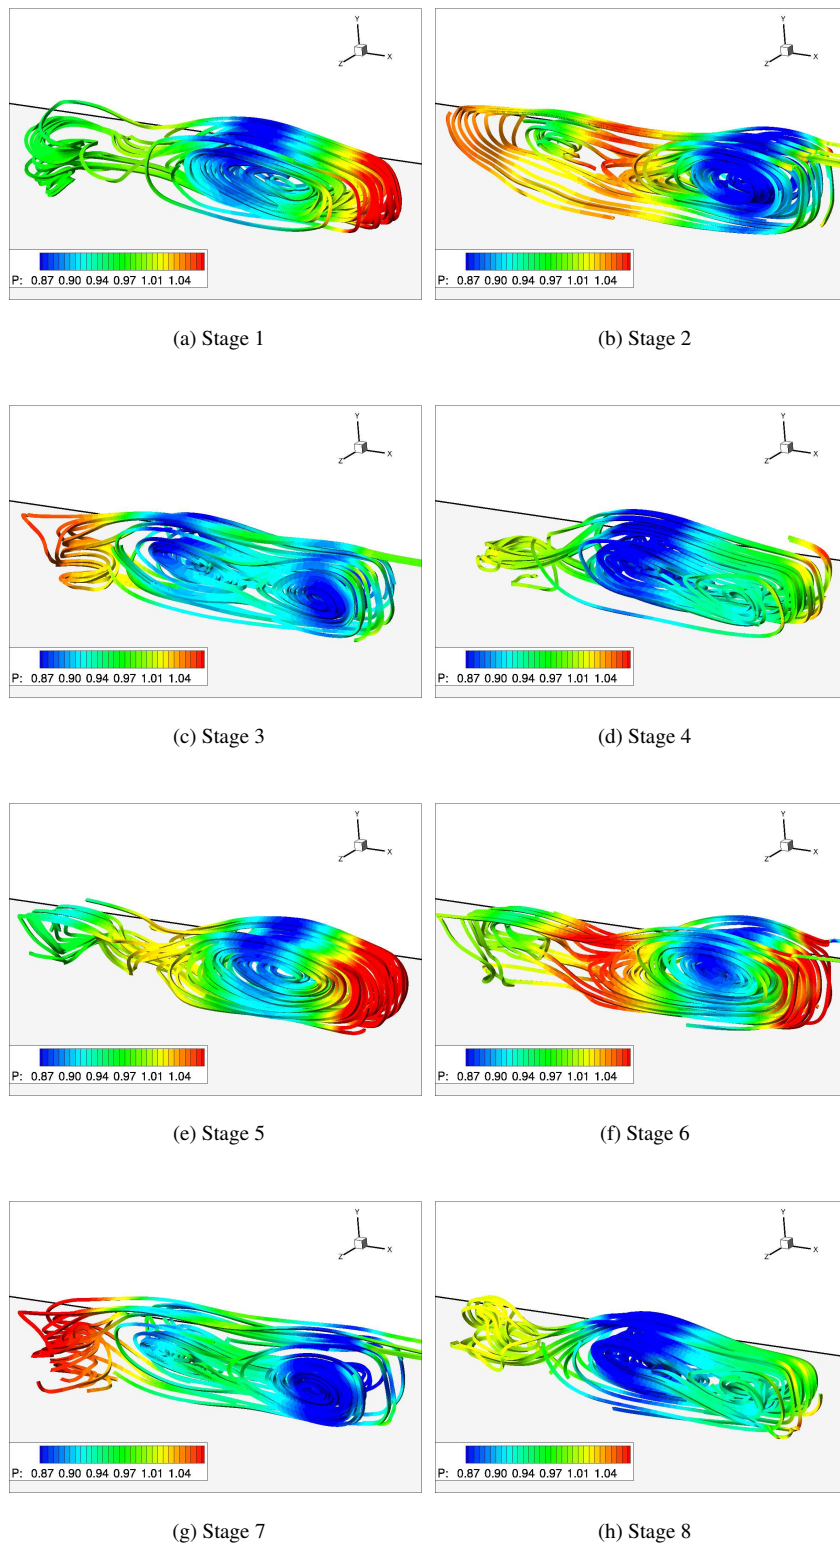 Y
Z X
P: 0.87 0.90 0.94 0.97 1.01 1.04
(a) Stage 1
Y
Z X
P: 0.87 0.90 0.94 0.97 1.01 1.04
(b) Stage 2
Y
Z X
P: 0.87 0.90 0.94 0.97 1.01 1.04
(c) Stage 3
Y
Z X
P: 0.87 0.90 0.94 0.97 1.01 1.04
(d) Stage 4
Y
Z X
P: 0.87 0.90 0.94 0.97 1.01 1.04
(e) Stage 5
Y
Z X
P: 0.87 0.90 0.94 0.97 1.01 1.04
(f) Stage 6
Y
Z X
P: 0.87 0.90 0.94 0.97 1.01 1.04
(g) Stage 7
Y
Z X
P: 0.87 0.90 0.94 0.97 1.01 1.04
(h) Stage 8